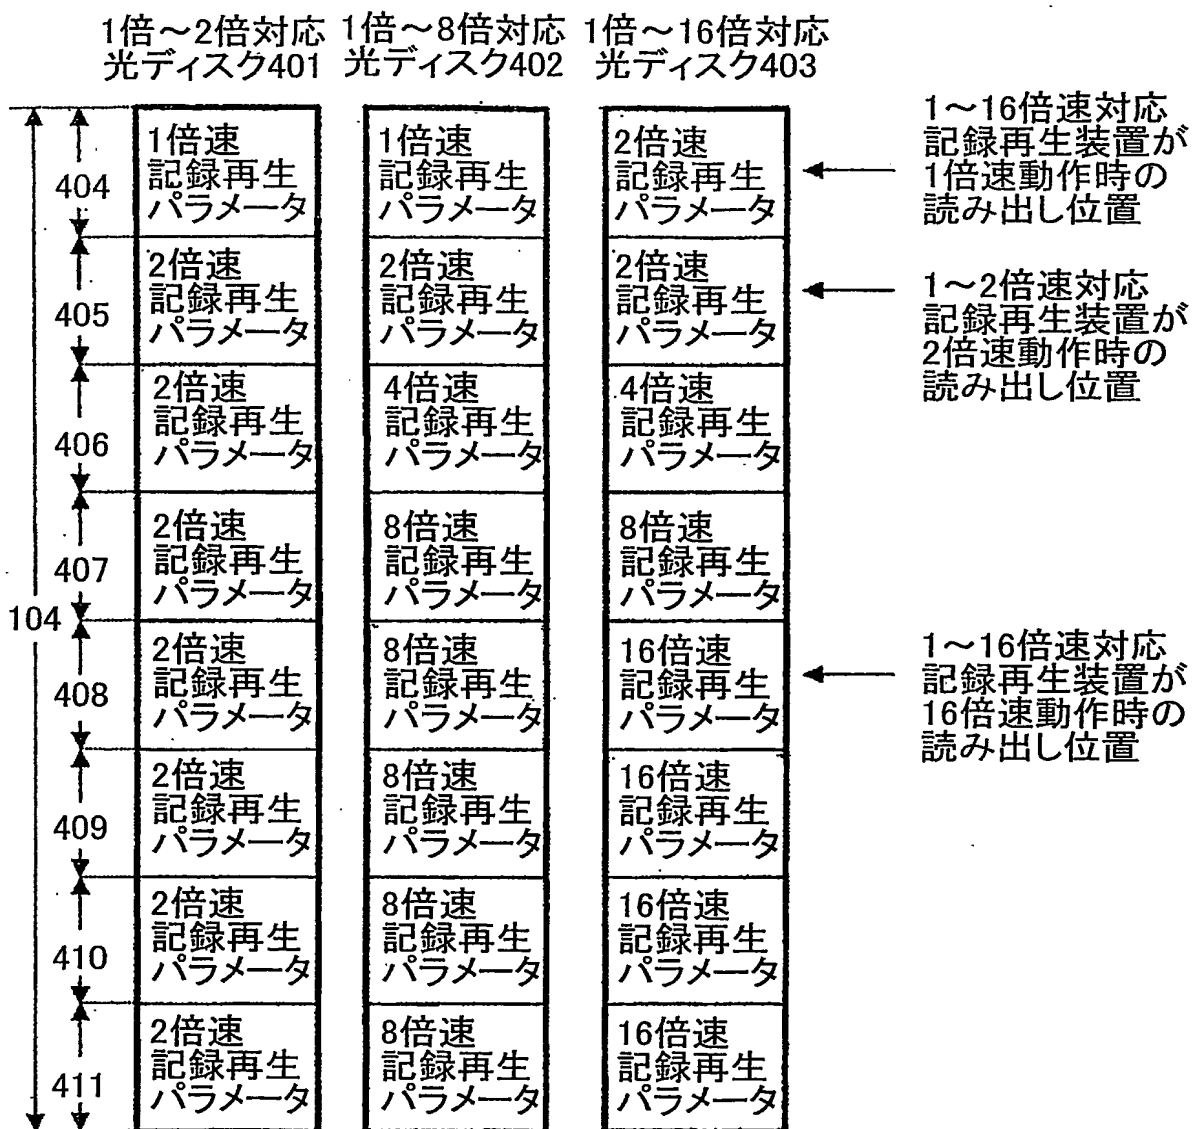 1倍～2倍対応
光ディスク401
1倍～8倍対応
光ディスク402
1倍～16倍対応
光ディスク403
104
404
1倍速
記録再生
パラメータ
1倍速
記録再生
パラメータ
2倍速
記録再生
パラメータ
1～16倍速対応
記録再生装置が
1倍速動作時の
読み出し位置
405
2倍速
記録再生
パラメータ
2倍速
記録再生
パラメータ
2倍速
記録再生
パラメータ
1～2倍速対応
記録再生装置が
2倍速動作時の
読み出し位置
406
2倍速
記録再生
パラメータ
4倍速
記録再生
パラメータ
4倍速
記録再生
パラメータ
407
2倍速
記録再生
パラメータ
8倍速
記録再生
パラメータ
8倍速
記録再生
パラメータ
408
2倍速
記録再生
パラメータ
8倍速
記録再生
パラメータ
16倍速
記録再生
パラメータ
1～16倍速対応
記録再生装置が
16倍速動作時の
読み出し位置
409
2倍速
記録再生
パラメータ
8倍速
記録再生
パラメータ
16倍速
記録再生
パラメータ
410
2倍速
記録再生
パラメータ
8倍速
記録再生
パラメータ
16倍速
記録再生
パラメータ
411
2倍速
記録再生
パラメータ
8倍速
記録再生
パラメータ
16倍速
記録再生
パラメータ